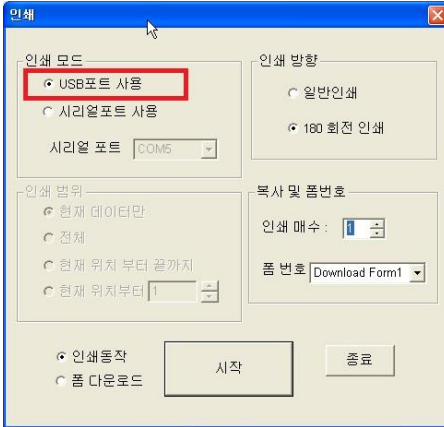 인쇄
인쇄 모드
USB포트 사용
시리얼포트 사용
시리얼 포트 COM5
인쇄 방향
일반인쇄
180 회전 인쇄
인쇄 범위
현재 데이터만
전체
현재 위치 부터 끝까지
현재 위치부터 1
복사 및 폼번호
인쇄 매수 : 1
폼 번호 Download Form1
인쇄동작
폼 다운로드
시작
종료